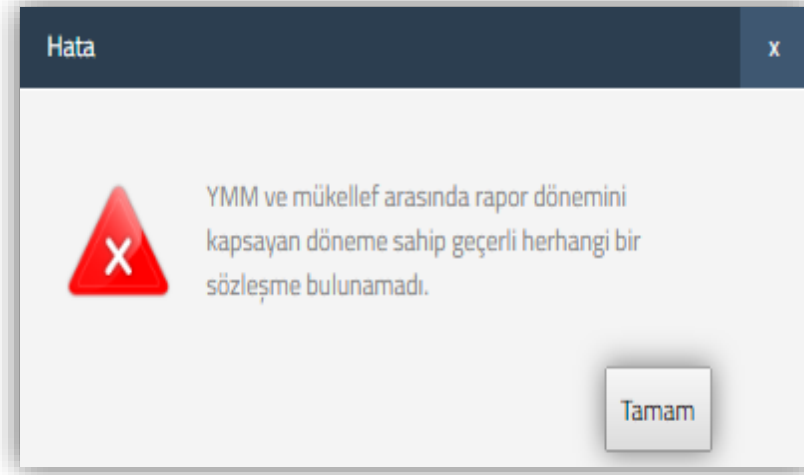 Hata
x
YMM ve mükellef arasında rapor dönemini
kapsayan döneme sahip geçerli herhangi bir
sözleşme bulunamadı.
Tamam